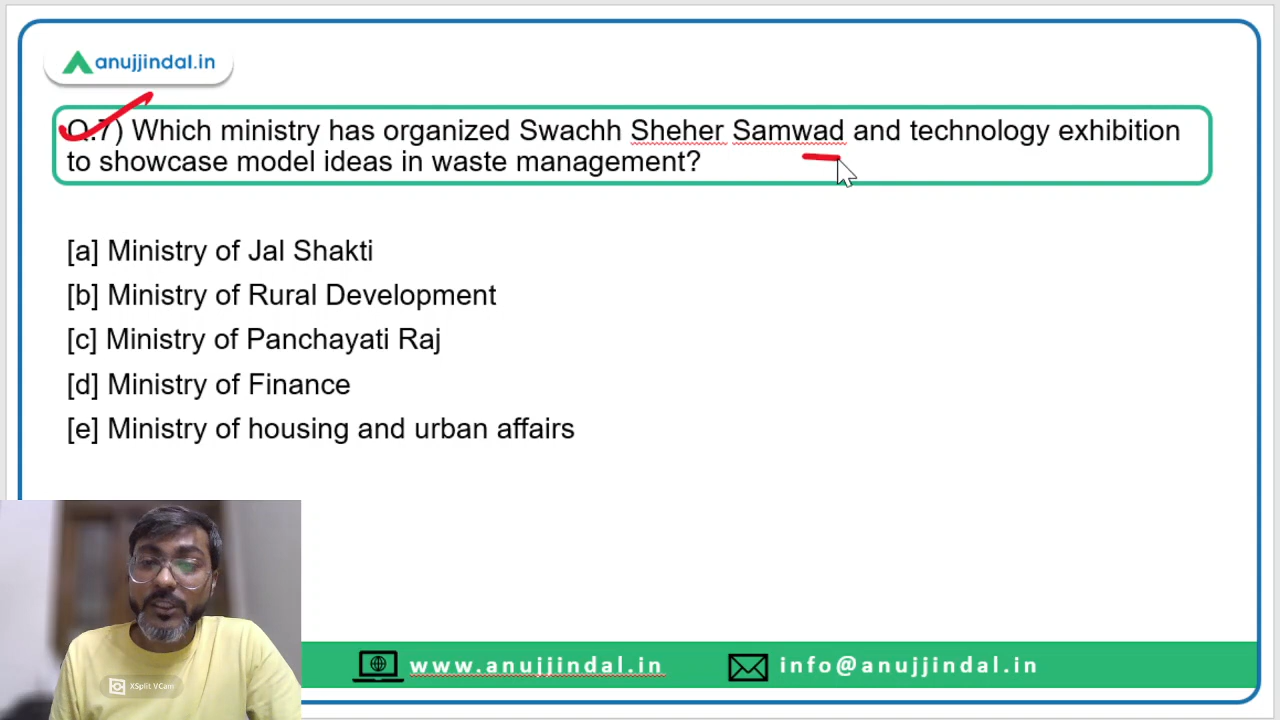 anujjindal.in
Q.7) Which ministry has organized Swachh Sheher Samwad and technology exhibition
to showcase model ideas in waste management?
[a] Ministry of Jal Shakti
[b] Ministry of Rural Development
[c] Ministry of Panchayati Raj
[d] Ministry of Finance
[e] Ministry of housing and urban affairs
XSplit VCam
www.anujjindal.in
info@anujjindal.in